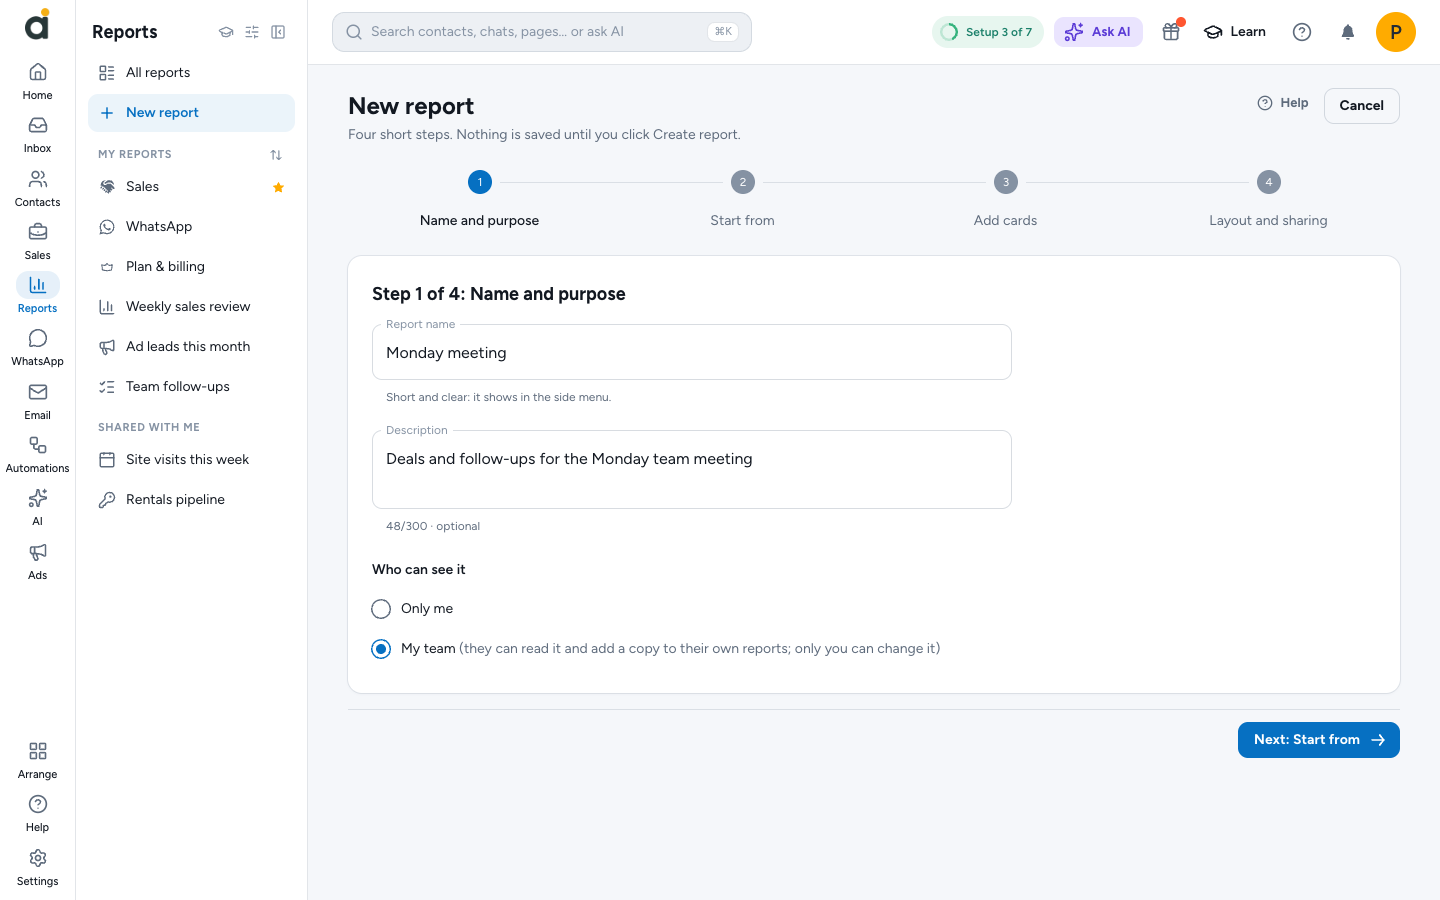 Reports
Search contacts, chats, pages... or ask AI
⌘K
Setup 3 of 7
Ask AI
Learn
P
Home
Inbox
Contacts
Sales
Reports
WhatsApp
Email
Automations
AI
Ads
Arrange
Help
Settings
All reports
New report
MY REPORTS
Sales
WhatsApp
Plan & billing
Weekly sales review
Ad leads this month
Team follow-ups
SHARED WITH ME
Site visits this week
Rentals pipeline
New report
Four short steps. Nothing is saved until you click Create report.
Help
Cancel
1
2
3
4
Name and purpose
Start from
Add cards
Layout and sharing
Step 1 of 4: Name and purpose
Report name
Monday meeting
Short and clear: it shows in the side menu.
Description
Deals and follow-ups for the Monday team meeting
48/300 · optional
Who can see it
Only me
My team (they can read it and add a copy to their own reports; only you can change it)
Next: Start from